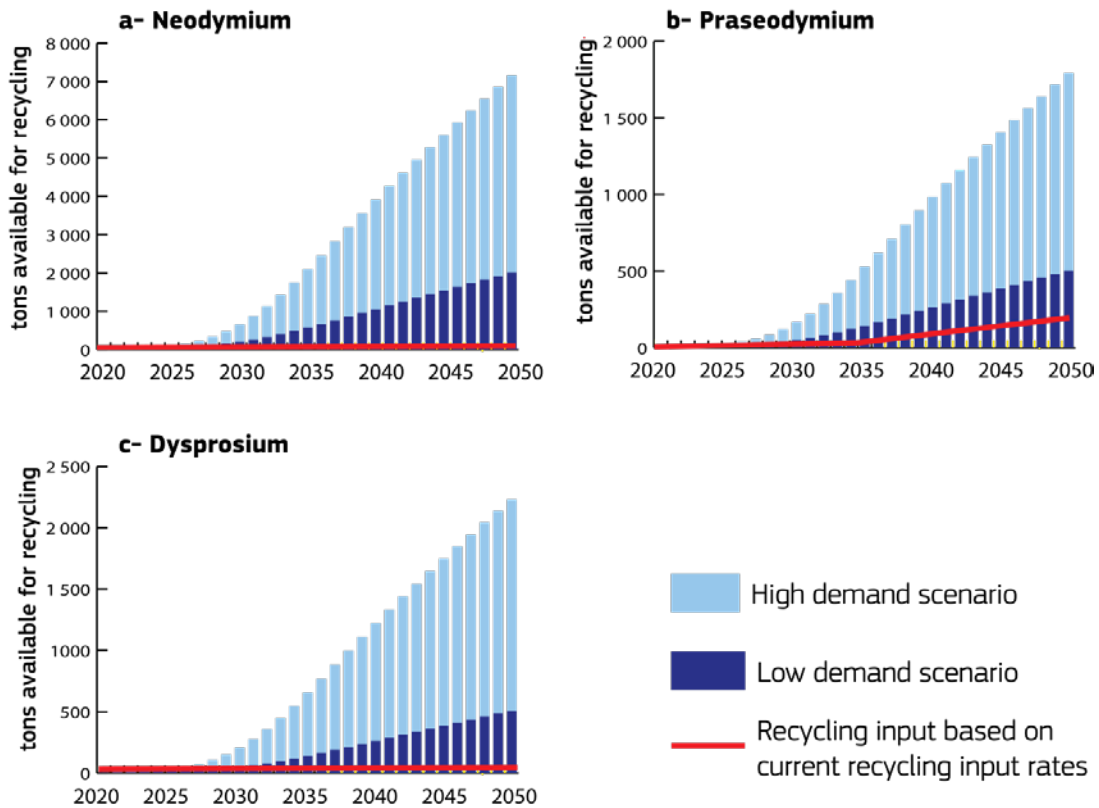 a- Neodymium
tons available for recycling
8 000
7 000
6 000
5 000
4 000
3 000
2 000
1 000
0
2020 2025 2030 2035 2040 2045 2050
b- Praseodymium
tons available for recycling
2 000
1 500
1 000
500
0
2020 2025 2030 2035 2040 2045 2050
c- Dysprosium
tons available for recycling
2 500
2 000
1 500
1000
500
0
2020 2025 2030 2035 2040 2045 2050
High demand scenario
Low demand scenario
Recycling input based on
current recycling input rates